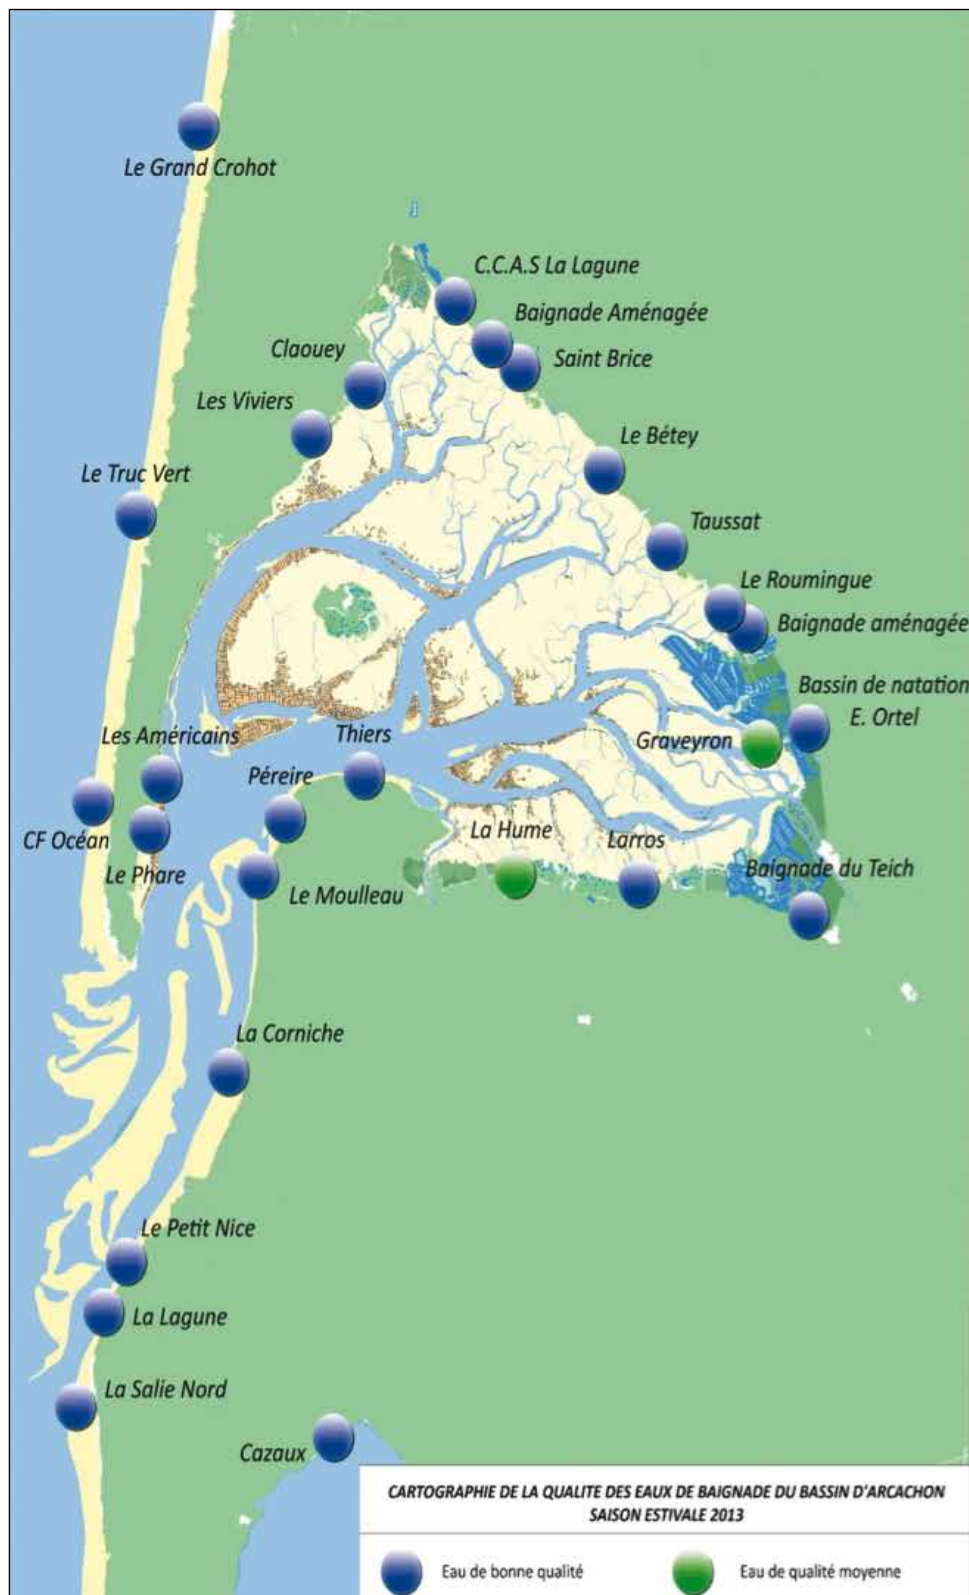 Le Grand Crohot
C.C.A.S La Lagune
Baignade Aménagée
Claouey
Saint Brice
Les Viviers
Le Bétey
Le Truc Vert
Taussat
Le Roumingue
Baignade aménagée
Bassin de natation
E. Ortel
Les Américains
Thiers
Graveyron
Péreire
CF Océan
La Hume
Larros
Le Phare
Baignade du Teich
Le Moulleau
La Corniche
Le Petit Nice
La Lagune
La Salie Nord
Cazaux
CARTOGRAPHIE DE LA QUALITE DES EAUX DE BAIGNADE DU BASSIN D'ARCACHON
SAISON ESTIVALE 2013
Eau de bonne qualité
Eau de qualité moyenne